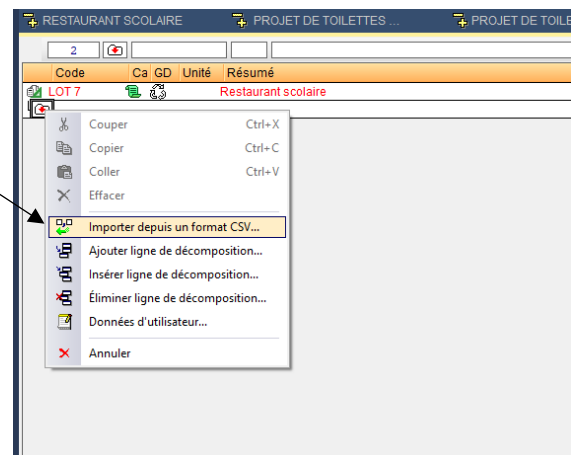 RESTAURANT SCOLAIRE PROJET DE TOILETTES ... PROJET DE TOILE
2
Code Ca GD Unité Résumé
LOT 7 Restaurant scolaire
Couper Ctrl+X
Copier Ctrl+C
Coller Ctrl+V
Effacer
Importer depuis un format CSV...
Ajouter ligne de décomposition...
Insérer ligne de décomposition...
Éliminer ligne de décomposition...
Données d'utilisateur...
Annuler